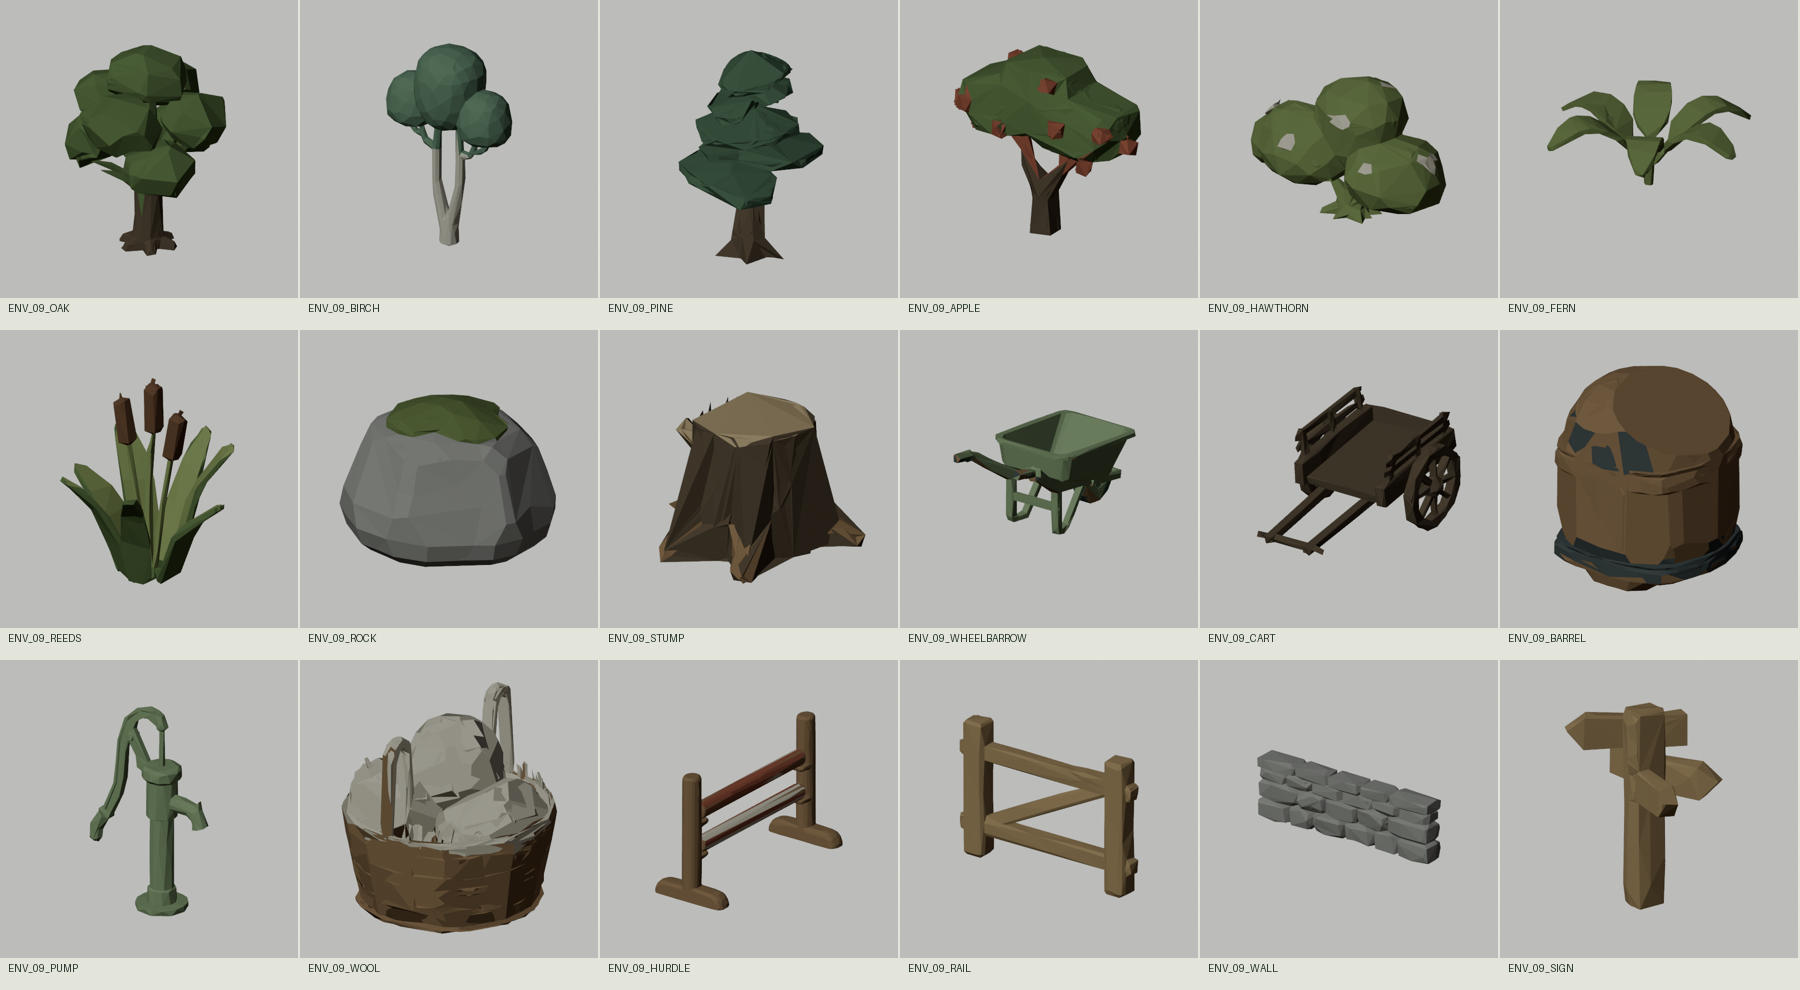 ENV_09_OAK
ENV_09_BIRCH
ENV_09_PINE
ENV_09_APPLE
ENV_09_HAWTHORN
ENV_09_FERN
ENV_09_REEDS
ENV_09_ROCK
ENV_09_STUMP
ENV_09_WHEELBARROW
ENV_09_CART
ENV_09_BARREL
ENV_09_PUMP
ENV_09_WOOL
ENV_09_HURDLE
ENV_09_RAIL
ENV_09_WALL
ENV_09_SIGN